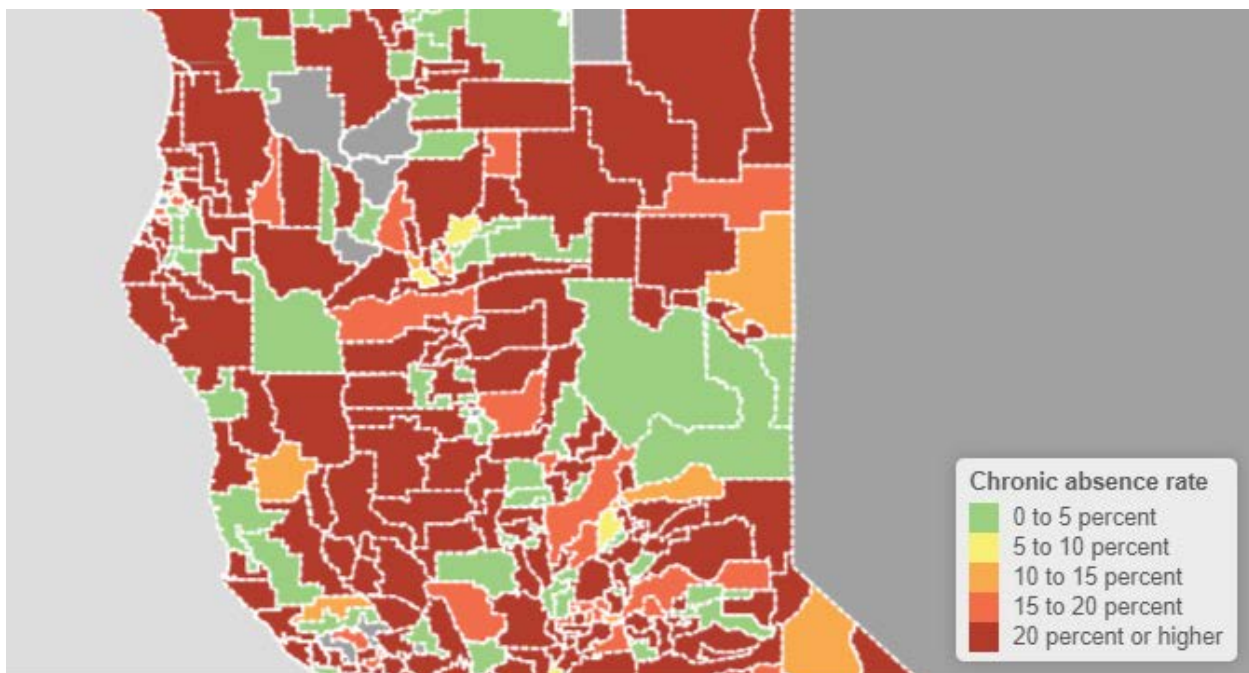 Chronic absence rate
0 to 5 percent
5 to 10 percent
10 to 15 percent
15 to 20 percent
20 percent or higher